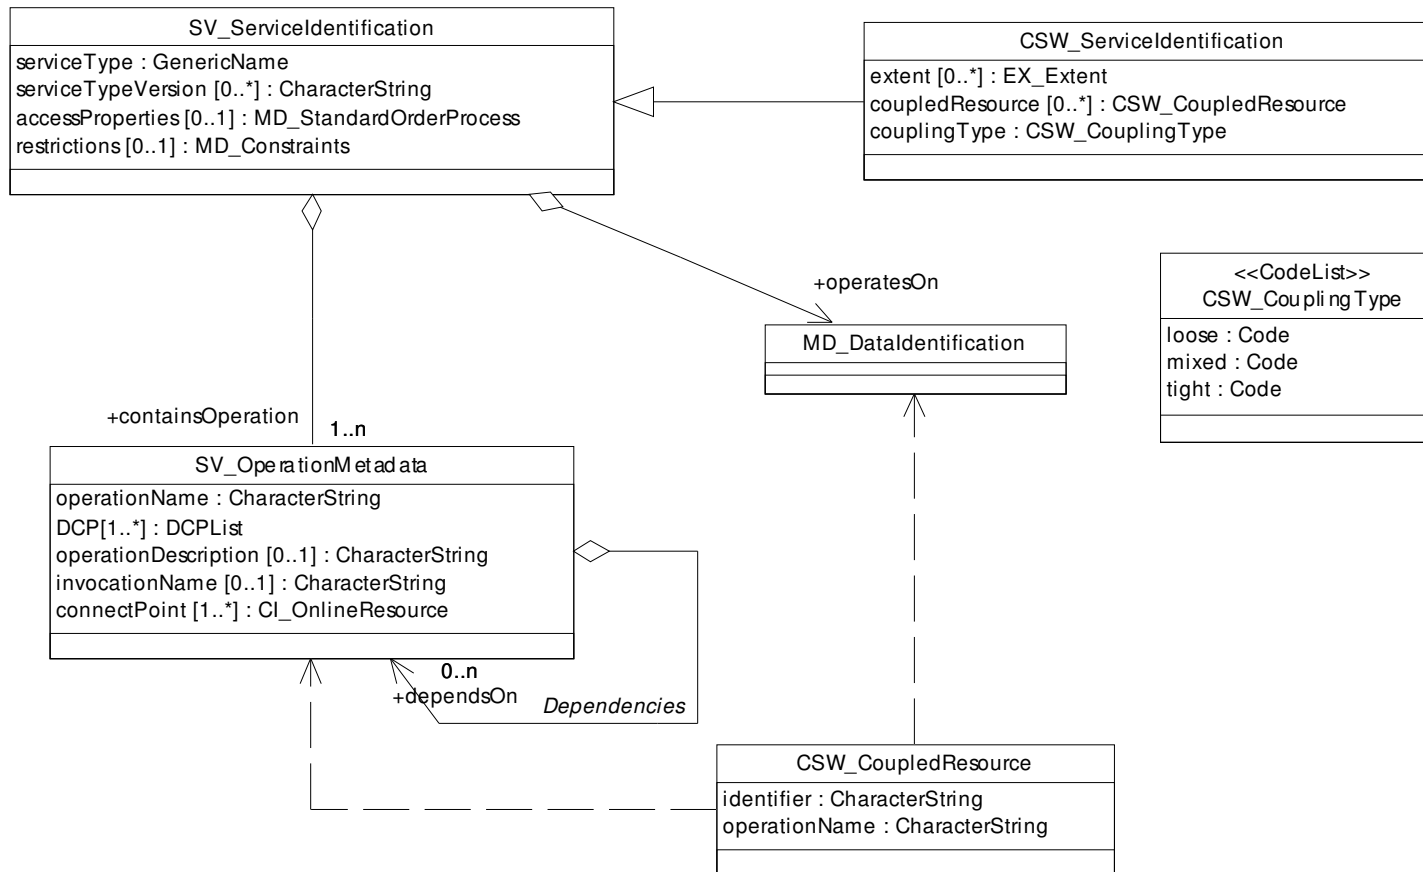 SV_ServiceIdentification
serviceType : GenericName
serviceTypeVersion [0..*] : CharacterString
accessProperties [0..1] : MD_StandardOrderProcess
restrictions [0..1] : MD_Constraints
CSW_ServiceIdentification
extent [0..*] : EX_Extent
coupledResource [0..*] : CSW_CoupledResource
couplingType : CSW_CouplingType
+operatesOn
<<CodeList>>
CSW_CouplingType
loose : Code
mixed : Code
tight : Code
MD_DataIdentification
+containsOperation
1..n
SV_OperationMetadata
operationName : CharacterString
DCP[1..*] : DCPList
operationDescription [0..1] : CharacterString
invocationName [0..1] : CharacterString
connectPoint [1..*] : CI_OnlineResource
0..n
+dependsOn
Dependencies
CSW_CoupledResource
identifier : CharacterString
operationName : CharacterString